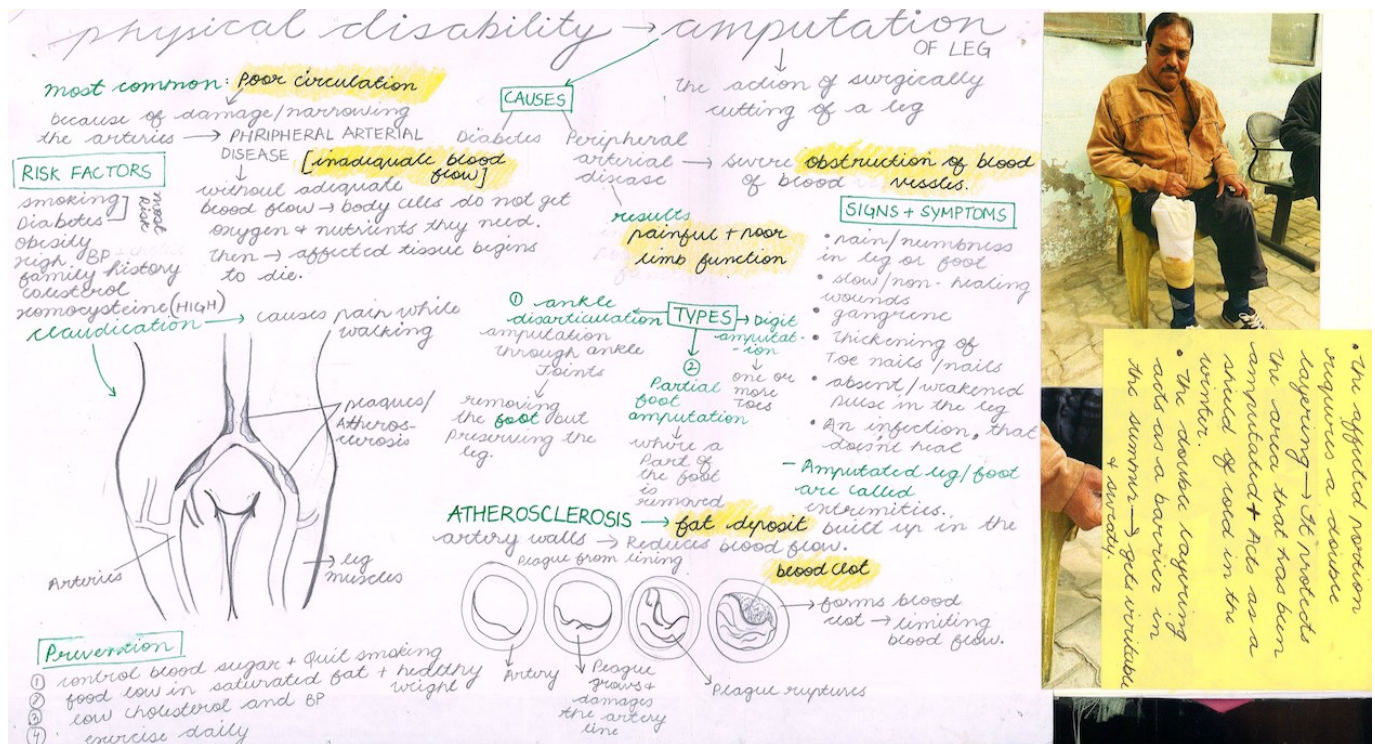 physical disability → amputation
OF LEG
most common: Poor circulation
because of damage/narrowing
the arteries → PHRIPHERAL ARTERIAL
DISEASE [inadequate blood
flow]
without adequate
blood flow → body cells do not get
oxygen + nutrients they need.
Then → affected tissue begins
to die.
CAUSES
Diabetes
Peripheral
arterial
disease
→ severe obstruction of blood
of blood vessles.
results
painful + poor
limb function
The action of surgically
cutting of a leg
RISK FACTORS
smoking
Diabetes
most
Risk
obesity
High BP
family history
colesterol
Homocysteine (HIGH)
claudication → causes pain while
walking
plaques/
Atheros-
clerosis
Arteries
→ leg
muscles
TYPES
① ankle
disarticulation
amputation
through ankle
Joints
removing
the foot but
Preserving the
leg.
②
Partial
foot
amputation
where a
Part of
the foot
is
removed
→ Digit
amputat-
-ion
one or
more
Toes
SIGNS + SYMPTOMS
• pain/numbness
in leg or foot
• slow/non-healing
wounds
• gangrene
• Thickening of
Toe nails/nails
• absent/weakened
pulse in the leg
• An infection, that
doesn't heal
- Amputated leg/foot
are called
extrimities.
ATHEROSCLEROSIS → fat deposit built up in the
artery walls → Reduces blood flow.
Plague from lining
blood clot
→ forms blood
clot → limiting
blood flow.
Artery
Plague
grows +
damages
the artery
line
Plague ruptures
Prevention
① control blood sugar + Quit smoking
② food low in saturated fat + healthy
wright
③ low cholesterol and BP
④ exercise daily
• The affected portion
requires a double
layering → It protects
the area that has been
amputated + Acts as a
shield of cold in the
winter.
• The double layering
acts as a barrier in
the summr → gets irritable
+ sweaty.